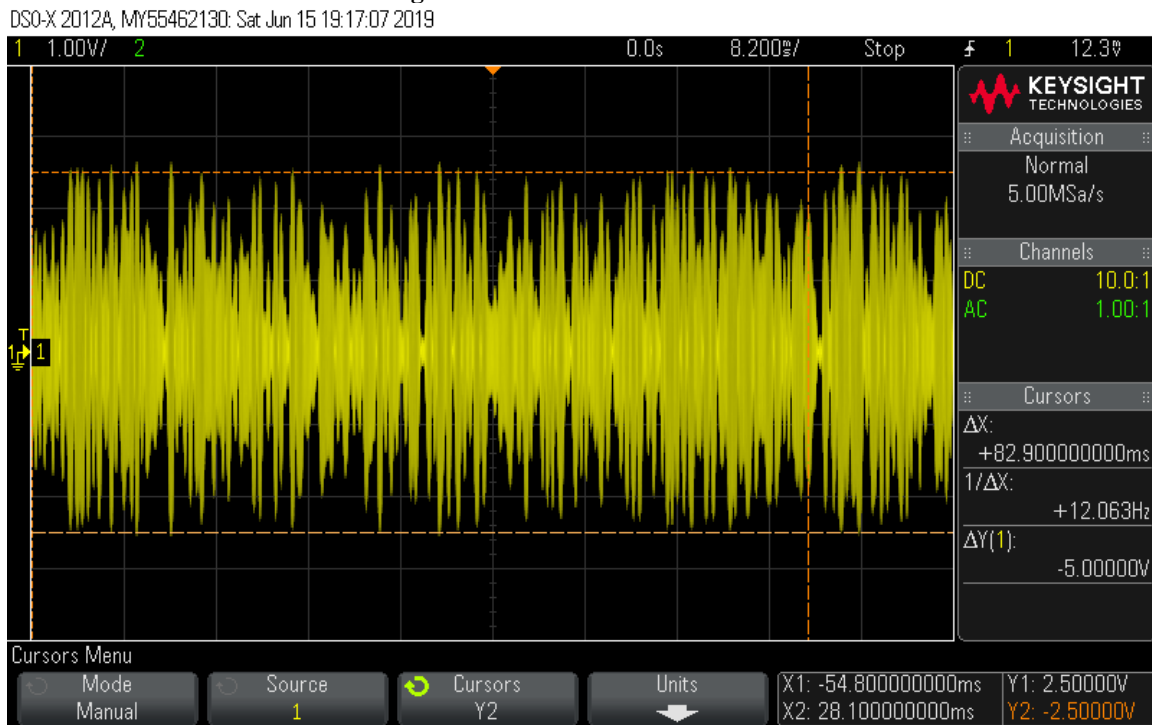 DSO-X 2012A, MY55462130: Sat Jun 15 19:17:07 2019
1 1.00V/ 2 0.0s 8.200ms/ Stop 1 12.3V
KEYSIGHT
TECHNOLOGIES
Acquisition
Normal
5.00MSa/s
Channels
DC 10.0:1
AC 1.00:1
T
1
1
Cursors
ΔX:
+82.900000000ms
1/ΔX:
+12.063Hz
ΔY(1):
-5.00000V
Cursors Menu
Mode Source Cursors Units
Manual 1 Y2
X1: -54.800000000ms Y1: 2.50000V
X2: 28.100000000ms Y2: -2.50000V